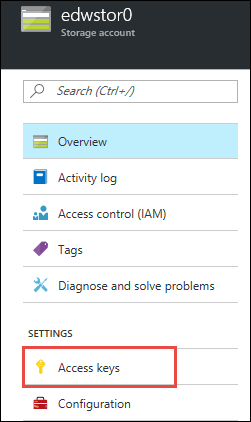 edwstor0
Storage account
Search (Ctrl+/)
Overview
Activity log
Access control (IAM)
Tags
Diagnose and solve problems
SETTINGS
Access keys
Configuration